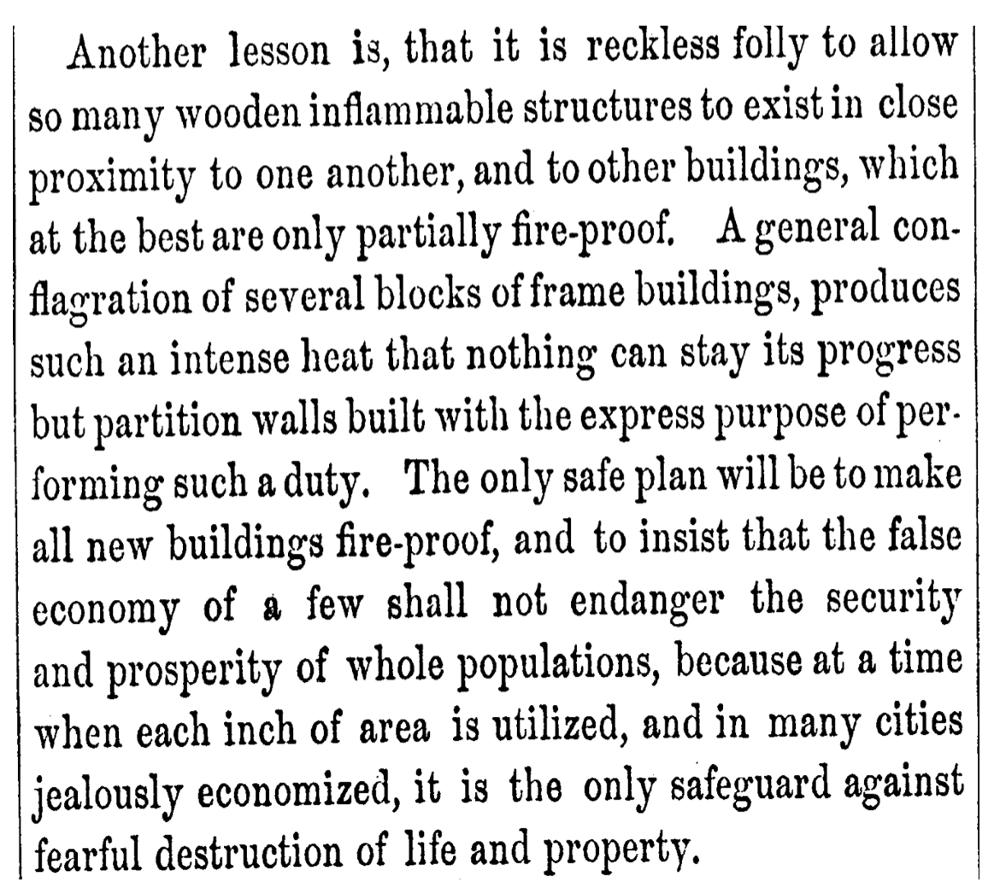 Another lesson is, that it is reckless folly to allow
so many wooden inflammable structures to exist in close
proximity to one another, and to other buildings, which
at the best are only partially fire-proof. A general con-
flagration of several blocks of frame buildings, produces
such an intense heat that nothing can stay its progress
but partition walls built with the express purpose of per-
forming such a duty. The only safe plan will be to make
all new buildings fire-proof, and to insist that the false
economy of a few shall not endanger the security
and prosperity of whole populations, because at a time
when each inch of area is utilized, and in many cities
jealously economized, it is the only safeguard against
fearful destruction of life and property.